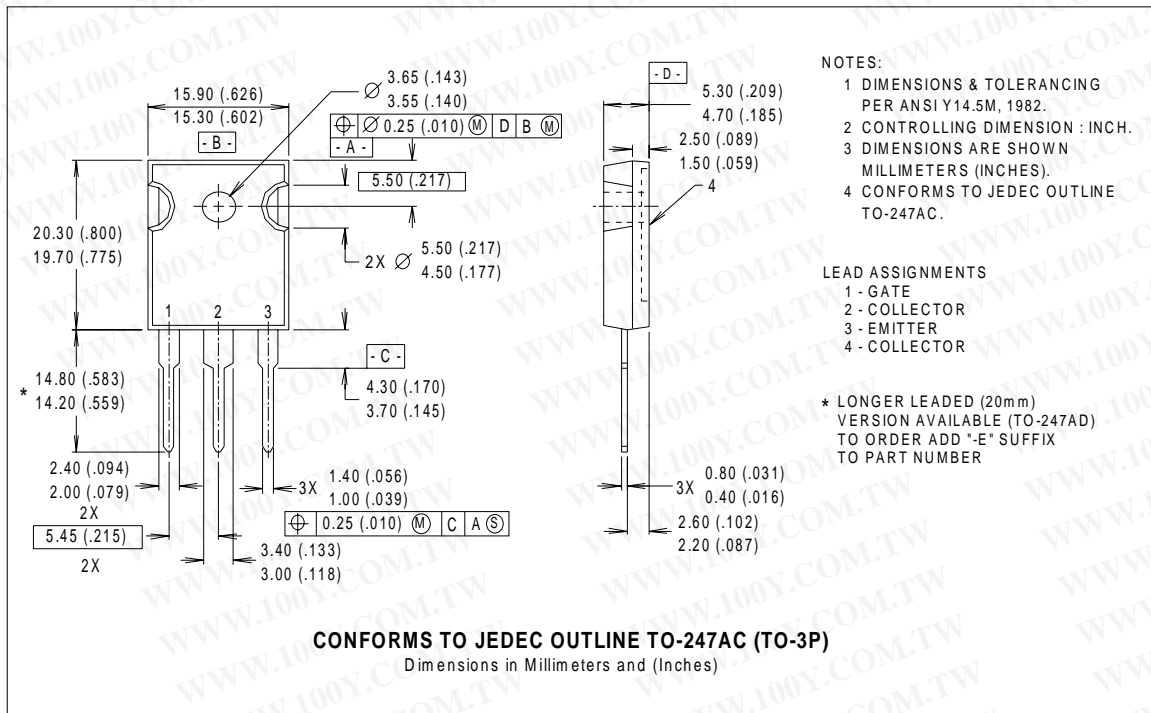 15.90 (.626)
15.30 (.602)
- B -
Ø 3.65 (.143)
3.55 (.140)
⌖ Ø 0.25 (.010) Ⓜ D B Ⓜ
- A -
5.50 (.217)
20.30 (.800)
19.70 (.775)
2X Ø 5.50 (.217)
4.50 (.177)
1 2 3
- C -
* 14.80 (.583)
14.20 (.559)
4.30 (.170)
3.70 (.145)
2.40 (.094)
2.00 (.079)
2X
5.45 (.215)
2X
3X 1.40 (.056)
1.00 (.039)
⌖ 0.25 (.010) Ⓜ C A Ⓢ
3.40 (.133)
3.00 (.118)
- D -
5.30 (.209)
4.70 (.185)
2.50 (.089)
1.50 (.059)
4
3X 0.80 (.031)
0.40 (.016)
2.60 (.102)
2.20 (.087)
NOTES:
1 DIMENSIONS & TOLERANCING
PER ANSI Y14.5M, 1982.
2 CONTROLLING DIMENSION : INCH.
3 DIMENSIONS ARE SHOWN
MILLIMETERS (INCHES).
4 CONFORMS TO JEDEC OUTLINE
TO-247AC.
LEAD ASSIGNMENTS
1 - GATE
2 - COLLECTOR
3 - EMITTER
4 - COLLECTOR
* LONGER LEADED (20mm)
VERSION AVAILABLE (TO-247AD)
TO ORDER ADD "-E" SUFFIX
TO PART NUMBER
CONFORMS TO JEDEC OUTLINE TO-247AC (TO-3P)
Dimensions in Millimeters and (Inches)
WWW.100Y.COM.TW